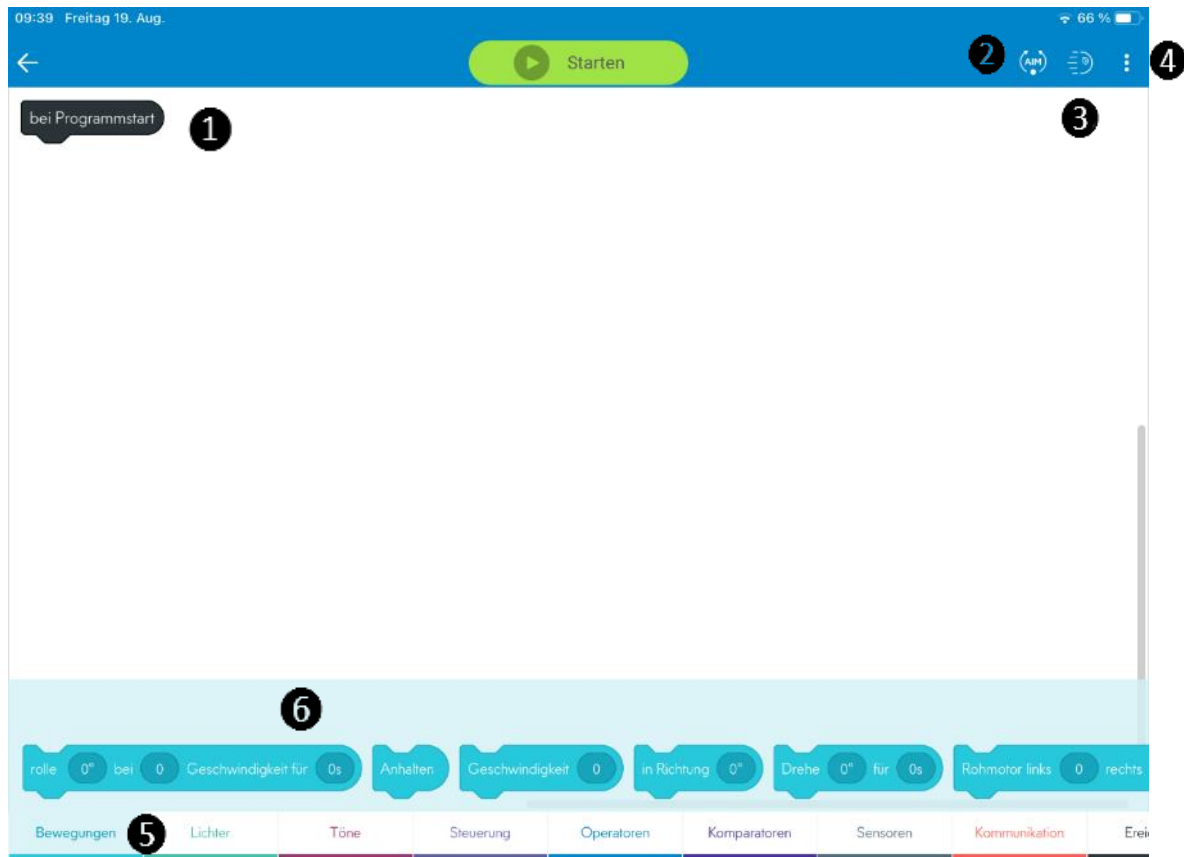 09:39 Freitag 19. Aug. 66 %
Starten 2 AIM 4
bei Programmstart 1 3
6
rolle 0° bei 0 Geschwindigkeit für 0s Anhalten Geschwindigkeit 0 in Richtung 0° Drehe 0° für 0s Rohmotor links 0 rechts
Bewegungen 5 Lichter Töne Steuerung Operatoren Komparatoren Sensoren Kommunikation Erei